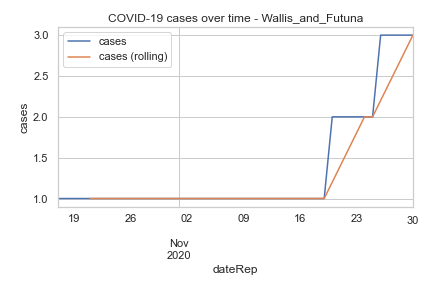 COVID-19 cases over time - Wallis_and_Futuna
cases
cases (rolling)
3.0
2.5
2.0
1.5
1.0
cases
19 26 02 09 16 23 30
Nov
2020
dateRep